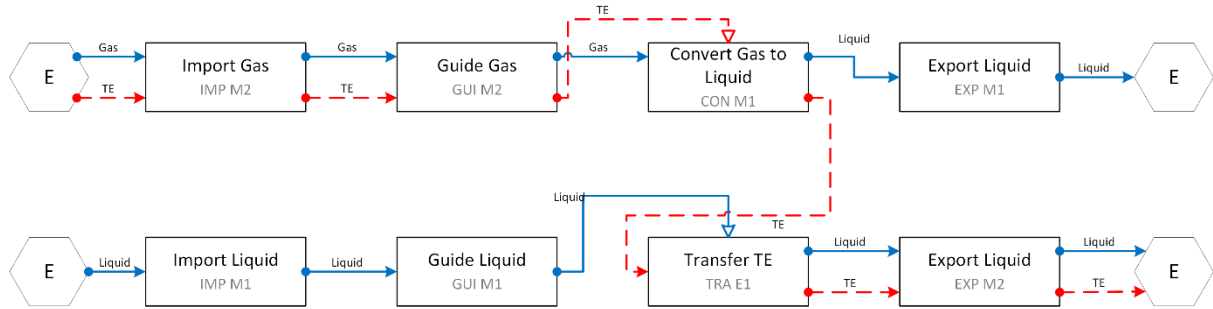 TE
Gas
Gas
Gas
Liquid
E
Import Gas
IMP M2
Guide Gas
GUI M2
Convert Gas to
Liquid
CON M1
Export Liquid
EXP M1
Liquid
E
TE
TE
Liquid
TE
Liquid
Liquid
E
Liquid
Import Liquid
IMP M1
Liquid
Guide Liquid
GUI M1
Transfer TE
TRA E1
Export Liquid
EXP M2
E
TE
TE